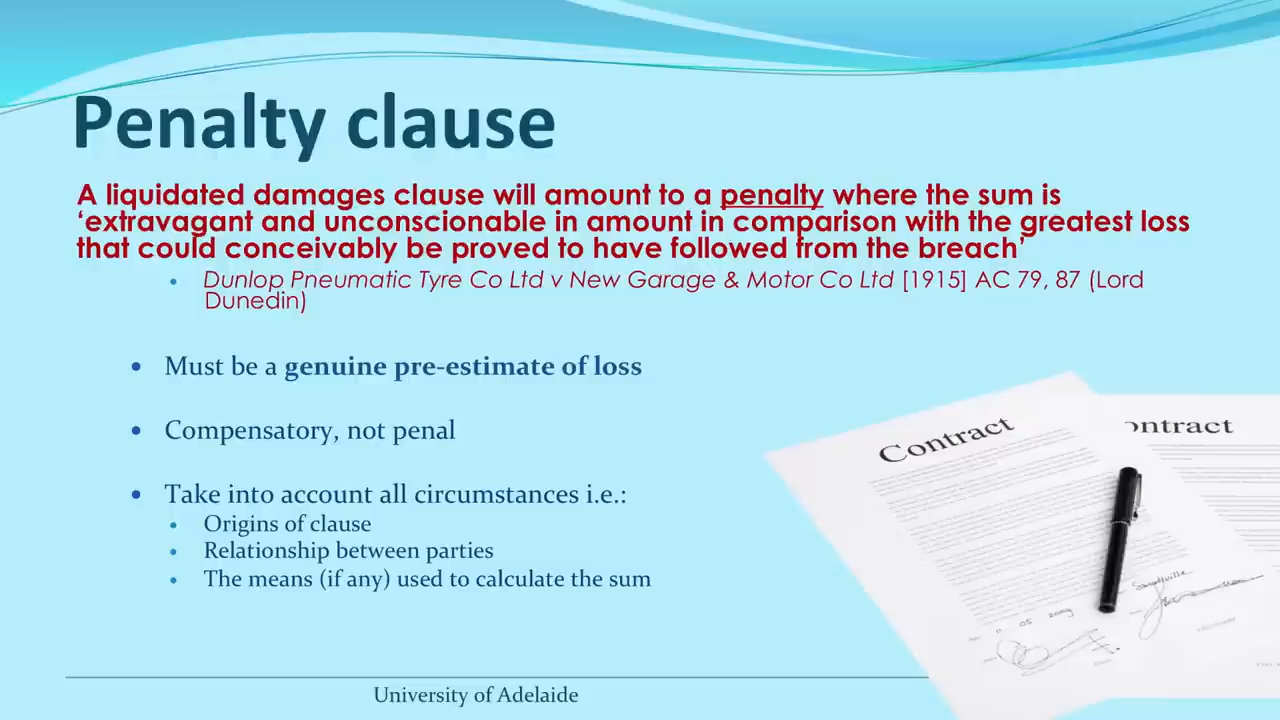 Penalty clause
A liquidated damages clause will amount to a penalty where the sum is
‘extravagant and unconscionable in amount in comparison with the greatest loss
that could conceivably be proved to have followed from the breach’
• Dunlop Pneumatic Tyre Co Ltd v New Garage & Motor Co Ltd [1915] AC 79, 87 (Lord
Dunedin)
• Must be a genuine pre-estimate of loss
• Compensatory, not penal
• Take into account all circumstances i.e.:
• Origins of clause
• Relationship between parties
• The means (if any) used to calculate the sum
Contract
ontract
05 2009
University of Adelaide